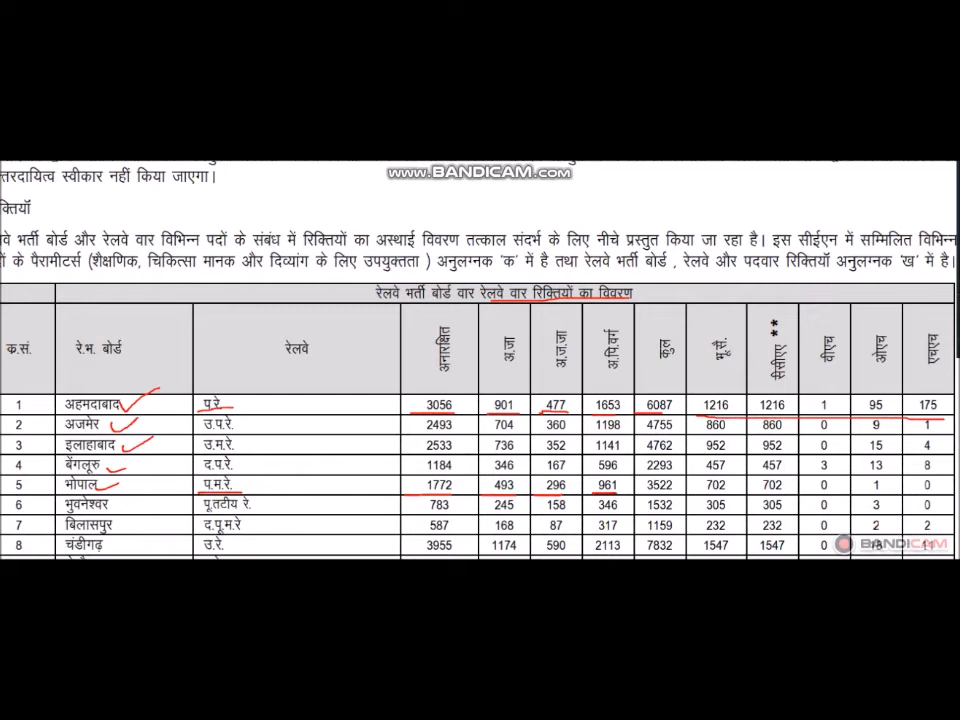 www.BANDICAM.com
त्तरदायित्व स्वीकार नहीं किया जाएगा।
क्तियॉ
वे भर्ती बोर्ड और रेलवे वार विभिन्न पदों के संबंध में रिक्तियों का अस्थाई विवरण तत्काल संदर्भ के लिए नीचे प्रस्तुत किया जा रहा है। इस सीईएन में सम्मिलित विभिन्न
के पैरामीटर्स (शैक्षणिक, चिकित्सा मानक और दिव्यांग के लिए उपयुक्तता ) अनुलग्नक 'क' में है तथा रेलवे भर्ती बोर्ड , रेलवे और पदवार रिक्तियॉ अनुलग्नक 'ख' में है।
रेलवे भर्ती बोर्ड वार रेलवे वार रिक्तियों का विवरण
क्र.सं. रे.भ. बोर्ड रेलवे अनारक्षित अ.जा अ.ज.जा अ.पि.वर्ग कुल भू.सै. सीसीएए ** वीएच ओएच एचएच
1 अहमदाबाद प.रे. 3056 901 477 1653 6087 1216 1216 1 95 175
2 अजमेर उ.प.रे. 2493 704 360 1198 4755 860 860 0 9 1
3 इलाहाबाद उ.म.रे. 2533 736 352 1141 4762 952 952 0 15 4
4 बेंगलूरु द.प.रे. 1184 346 167 596 2293 457 457 3 13 8
5 भोपाल प.म.रे. 1772 493 296 961 3522 702 702 0 1 0
6 भुवनेश्वर पू.तटीय रे. 783 245 158 346 1532 305 305 0 3 0
7 बिलासपुर द.पू.म.रे 587 168 87 317 1159 232 232 0 2 2
8 चंडीगढ़ उ.रे. 3955 1174 590 2113 7832 1547 1547 0
BANDICAM